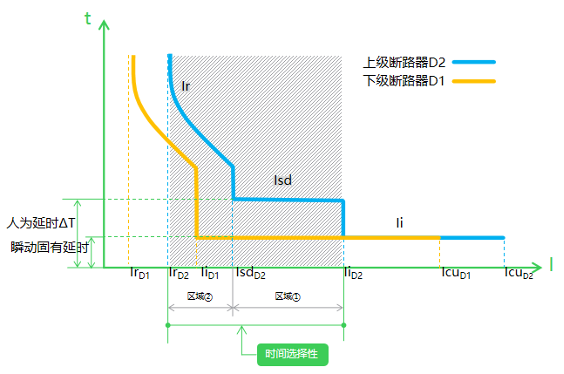 t
上级断路器D2
下级断路器D1
Ir
Isd
人为延时ΔT
Ii
瞬动固有延时
I
IrD1
IrD2
IiD1
IsdD2
IiD2
IcuD1
IcuD2
区域②
区域①
时间选择性